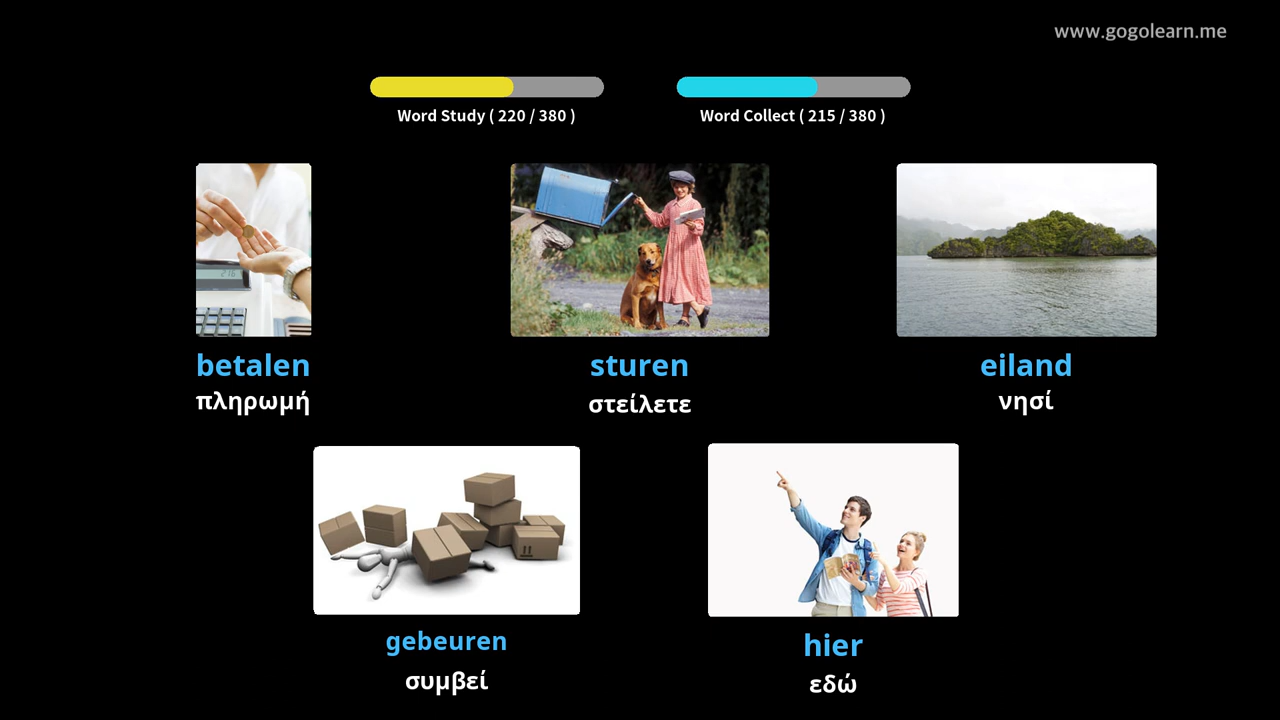 www.gogolearn.me
Word Study ( 220 / 380 )
Word Collect ( 215 / 380 )
betalen
πληρωμή
sturen
στείλετε
eiland
νησί
gebeuren
συμβεί
hier
εδώ